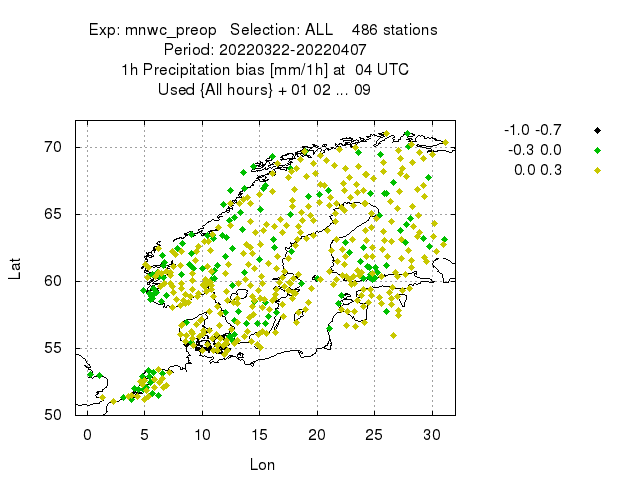 Exp: mnwc_preop   Selection: ALL    486 stations
Period: 20220322-20220407
1h Precipitation bias [mm/1h] at  04 UTC
Used {All hours} + 01 02 ... 09
-1.0 -0.7
-0.3 0.0
0.0 0.3
70
65
60
55
50
Lat
0 5 10 15 20 25 30
Lon